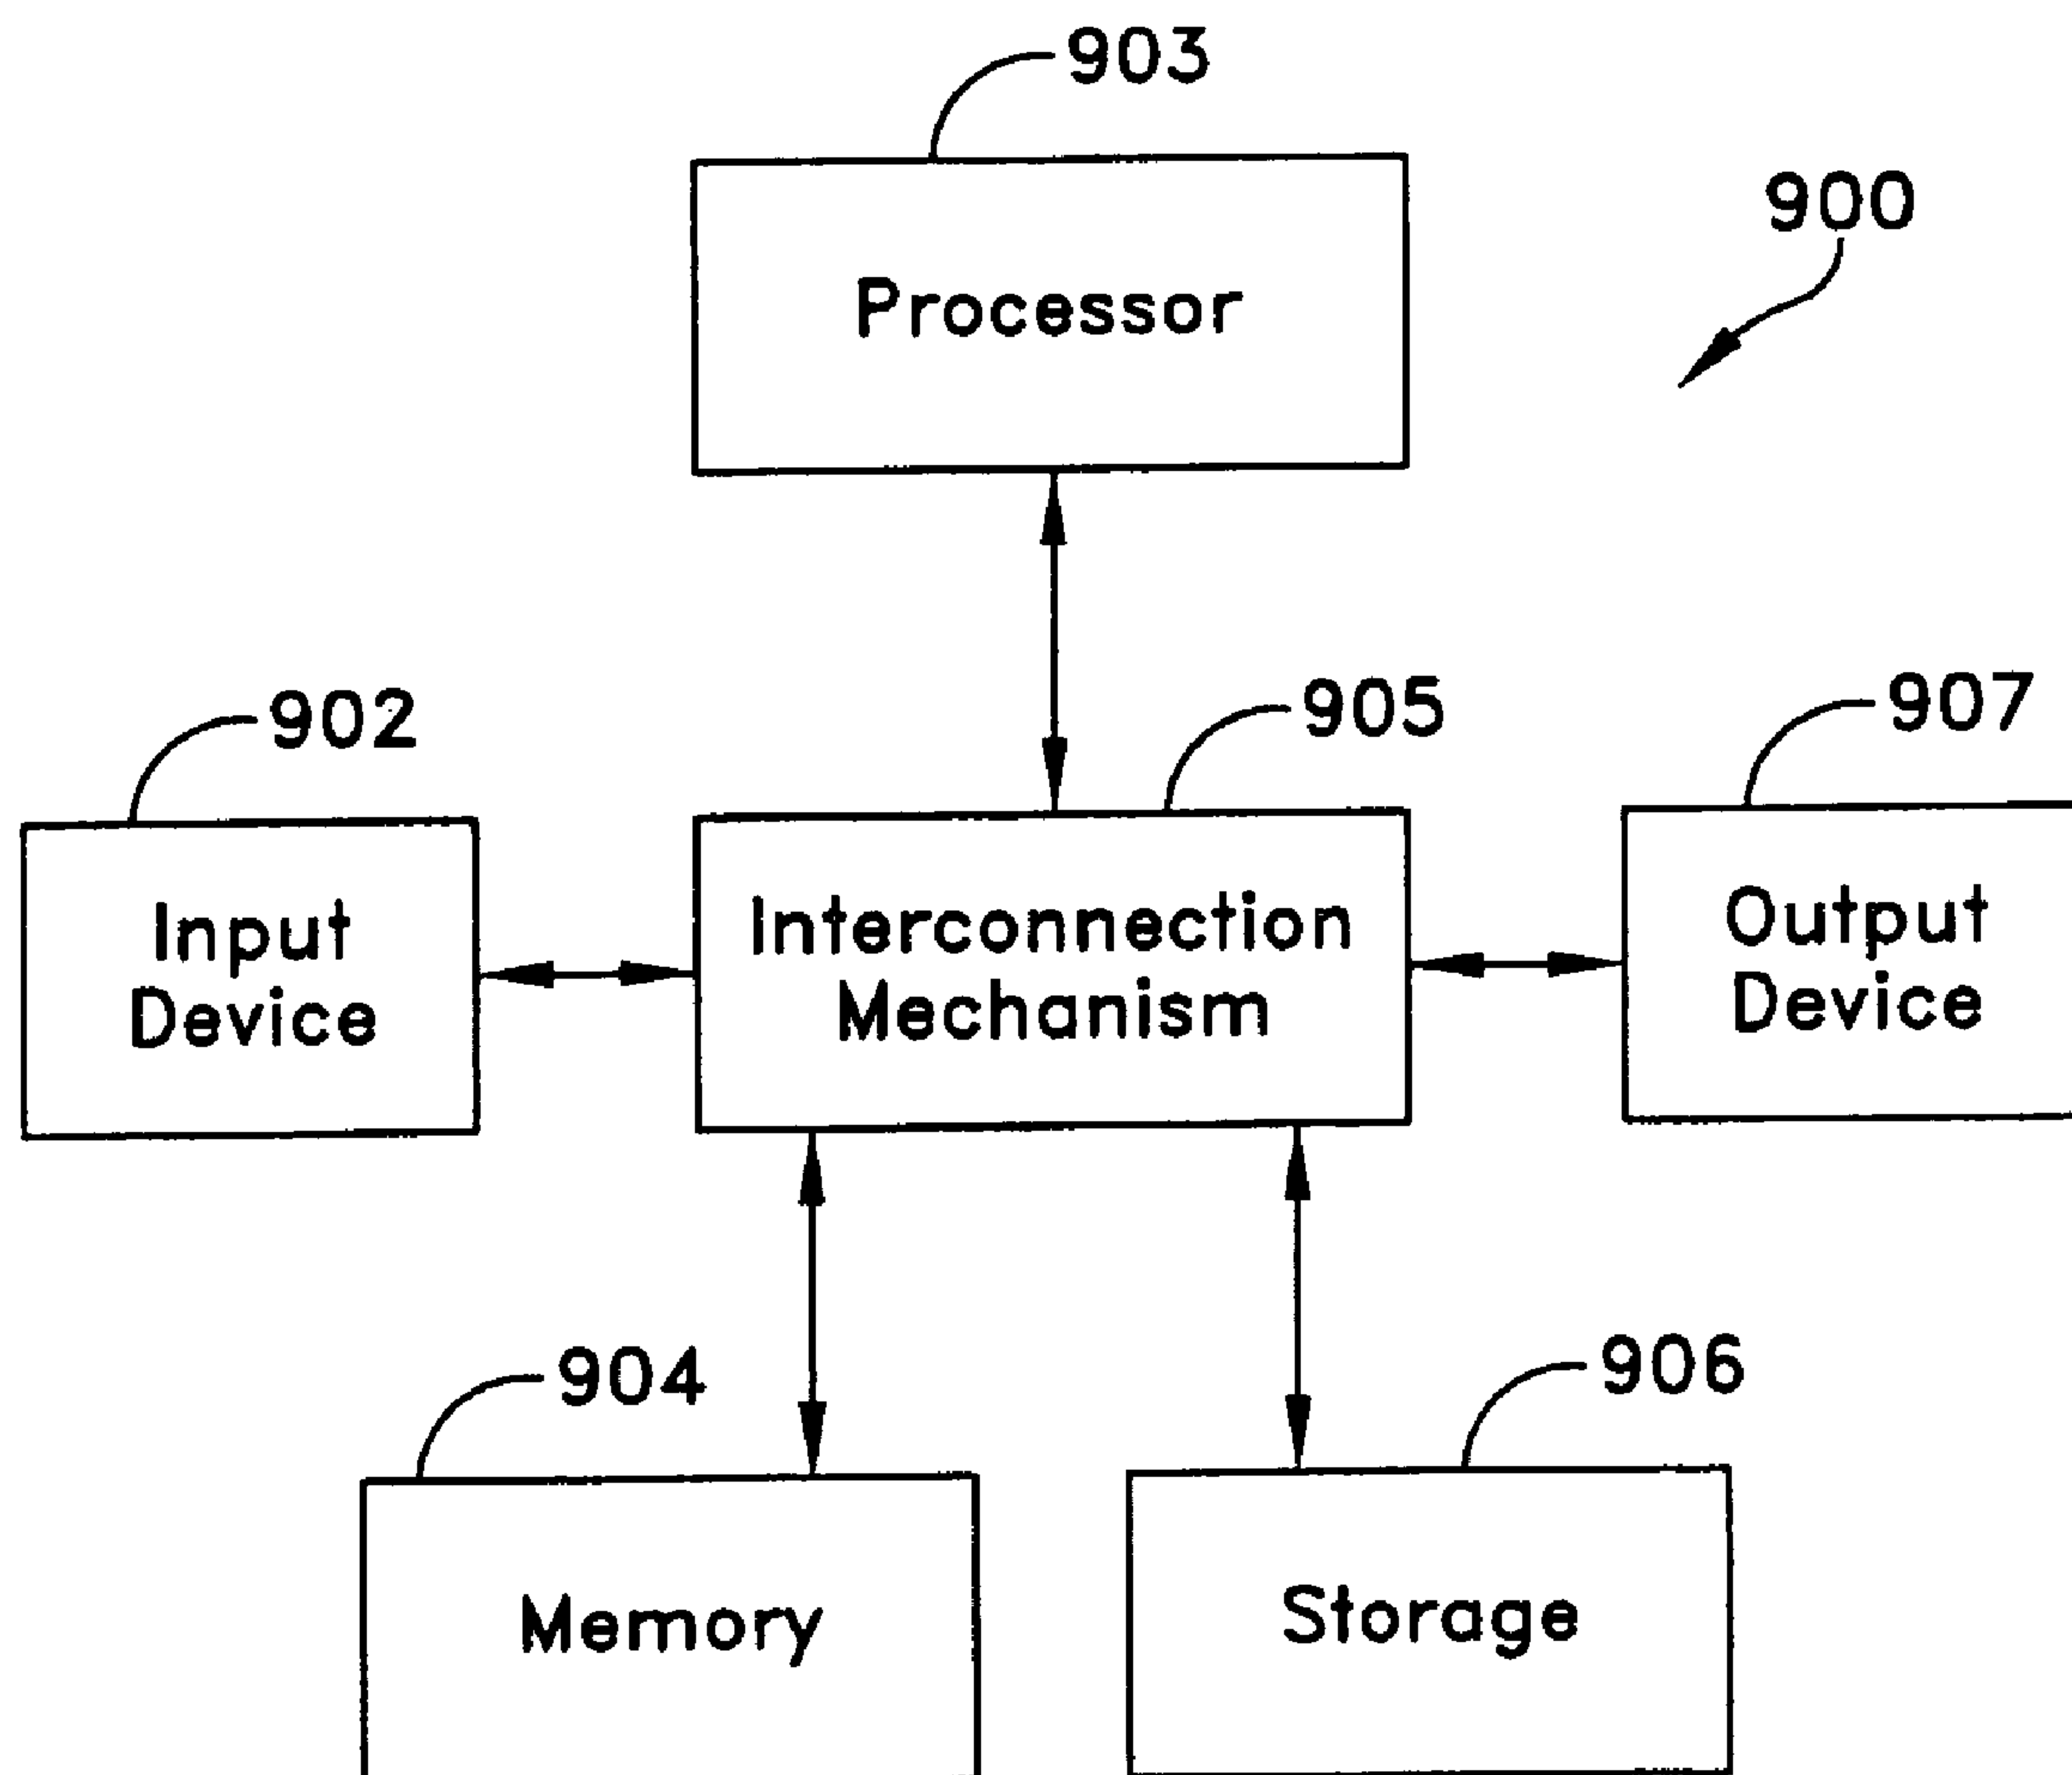 903
Processor
900
902
905
907
Input
Device
Interconnection
Mechanism
Output
Device
904
906
Memory
Storage